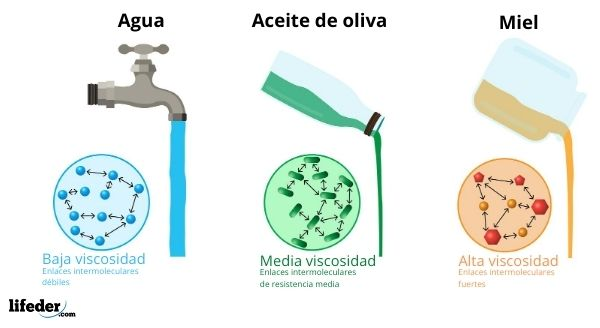 Agua
Aceite de oliva
Miel
Baja viscosidad
Enlaces intermoleculares
débiles
Media viscosidad
Enlaces intermoleculares
de resistencia media
Alta viscosidad
Enlaces intermoleculares
fuertes
lifeder.com